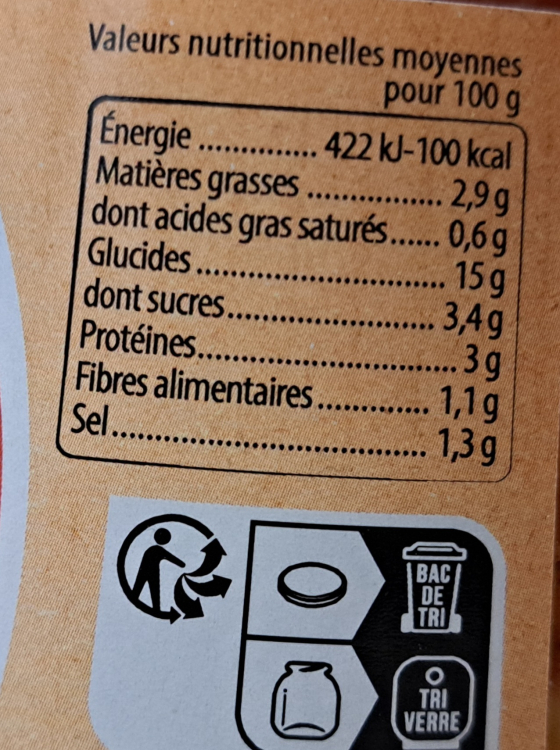 Valeurs nutritionnelles moyennes
pour 100 g
Énergie .............. 422 kJ-100 kcal
Matières grasses ................ 2,9 g
dont acides gras saturés...... 0,6 g
Glucides .............................. 15 g
dont sucres......................... 3,4 g
Protéines............................... 3 g
Fibres alimentaires ............. 1,1 g
Sel..................................... 1,3 g
BAC
DE
TRI
TRI
VERRE